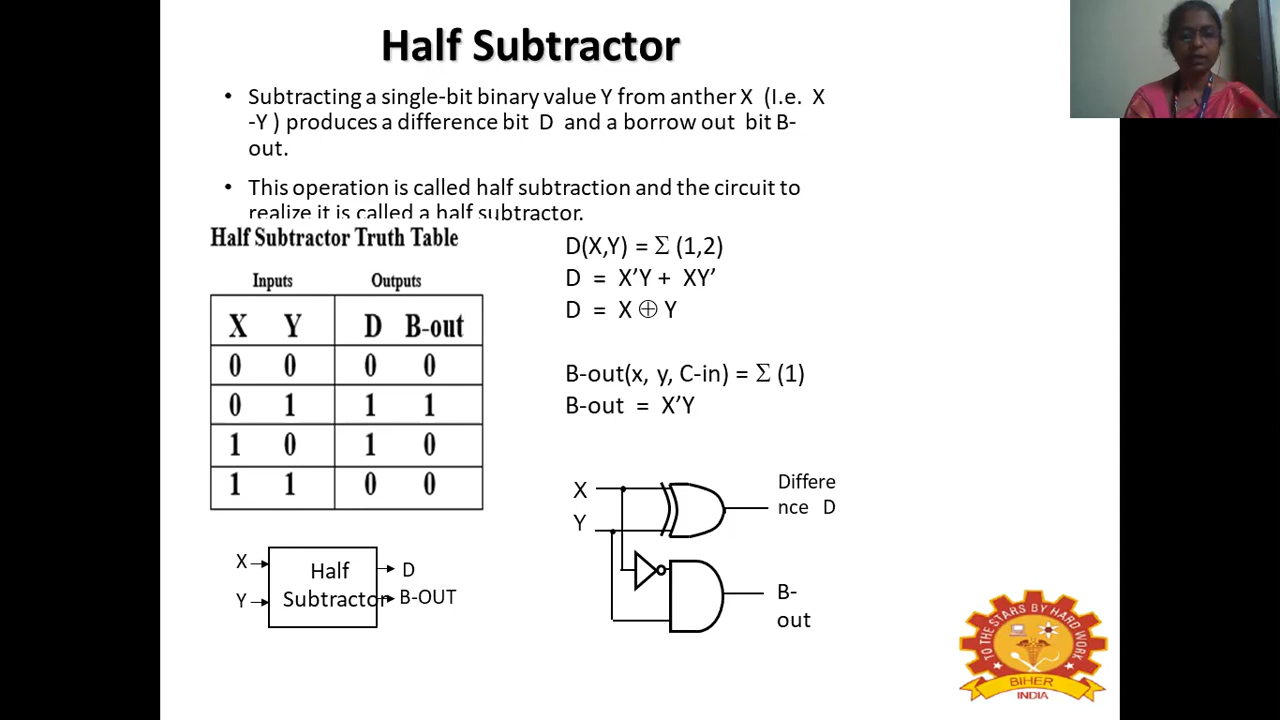 Half Subtractor
• Subtracting a single-bit binary value Y from anther X (I.e. X
-Y ) produces a difference bit D and a borrow out bit B-
out.
• This operation is called half subtraction and the circuit to
realize it is called a half subtractor.
Half Subtractor Truth Table
Inputs Outputs
X Y D B-out
0 0 0 0
0 1 1 1
1 0 1 0
1 1 0 0
D(X,Y) = Σ (1,2)
D = X’Y + XY’
D = X ⊕ Y
B-out(x, y, C-in) = Σ (1)
B-out = X’Y
X
Y
Half
Subtractor
D
B-OUT
X
Y
Differe
nce D
B-
out
TO THE STARS BY HARD WORK
BIHER
INDIA